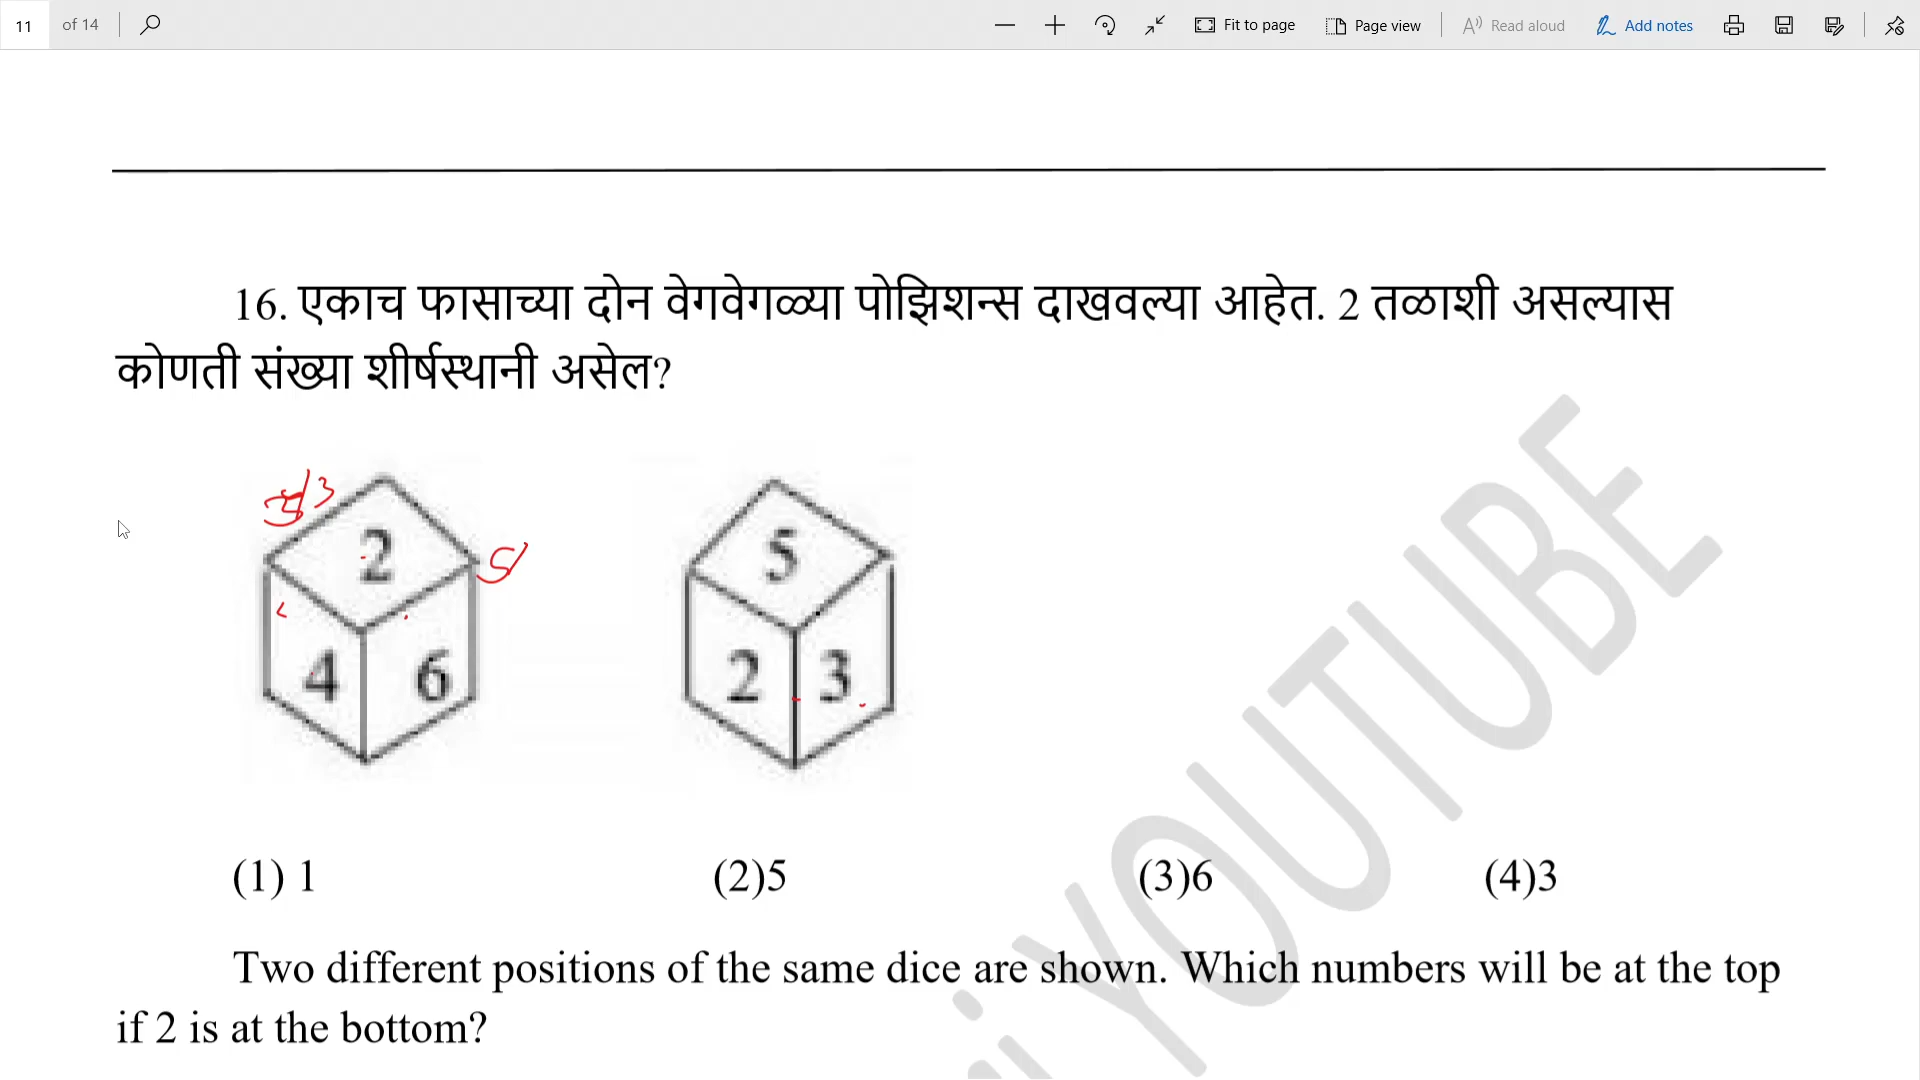 11 of 14 Fit to page Page view Read aloud Add notes
16. एकाच फासाच्या दोन वेगवेगळ्या पोझिशन्स दाखवल्या आहेत. 2 तळाशी असल्यास
कोणती संख्या शीर्षस्थानी असेल?
3
2 5
5
4 6 2 3
(1) 1 (2)5 (3)6 (4)3
Two different positions of the same dice are shown. Which numbers will be at the top
if 2 is at the bottom?
i YOUTUBE